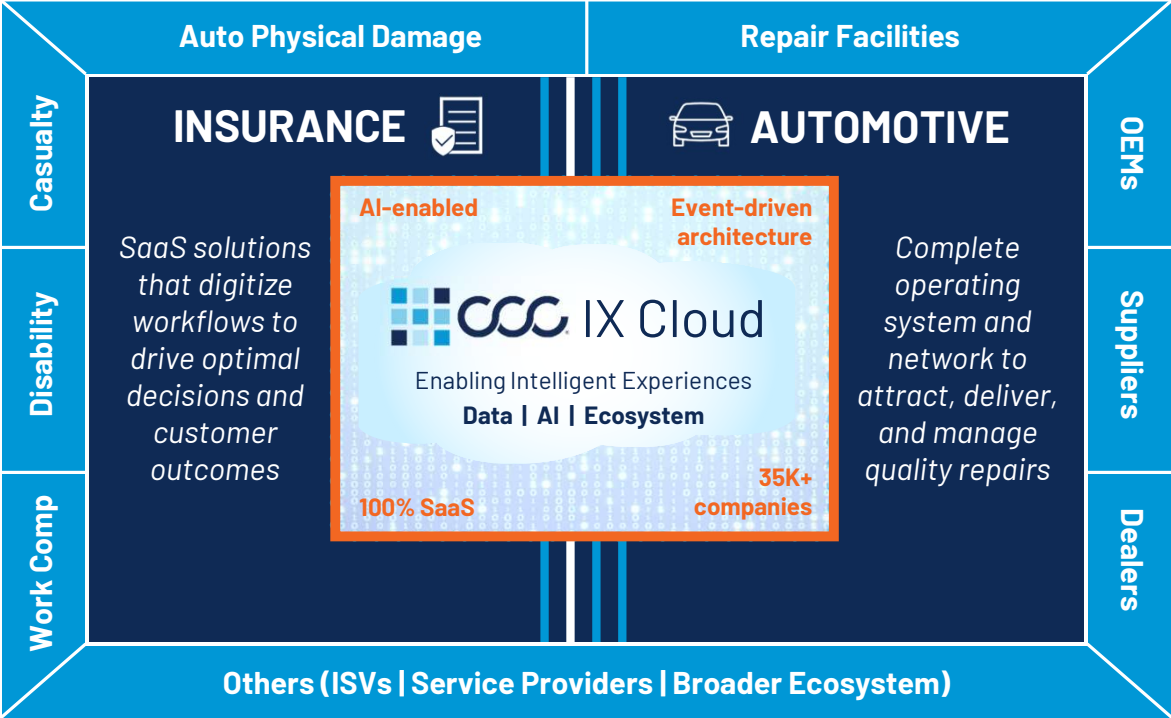 Auto Physical Damage
Repair Facilities
Casualty
Disability
Work Comp
INSURANCE
SaaS solutions
that digitize
workflows to
drive optimal
decisions and
customer
outcomes
AI-enabled
Event-driven
architecture
CCC IX Cloud
Enabling Intelligent Experiences
Data | AI | Ecosystem
100% SaaS
35K+
companies
AUTOMOTIVE
Complete
operating
system and
network to
attract, deliver,
and manage
quality repairs
OEMs
Suppliers
Dealers
Others (ISVs | Service Providers | Broader Ecosystem)